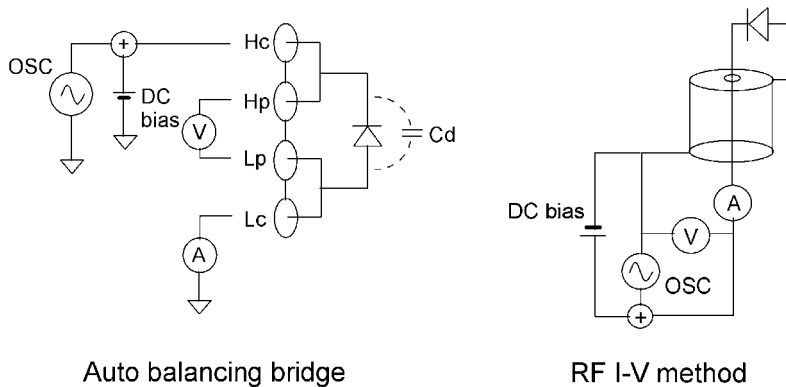 +
Hc
OSC
DC
bias
Hp
V
Cd
Lp
Lc
A
A
DC bias
V
OSC
+
Auto balancing bridge
RF I-V method